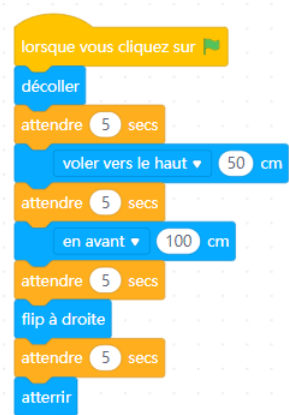 lorsque vous cliquez sur
décoller
attendre 5 secs
voler vers le haut 50 cm
attendre 5 secs
en avant 100 cm
attendre 5 secs
flip à droite
attendre 5 secs
atterrir